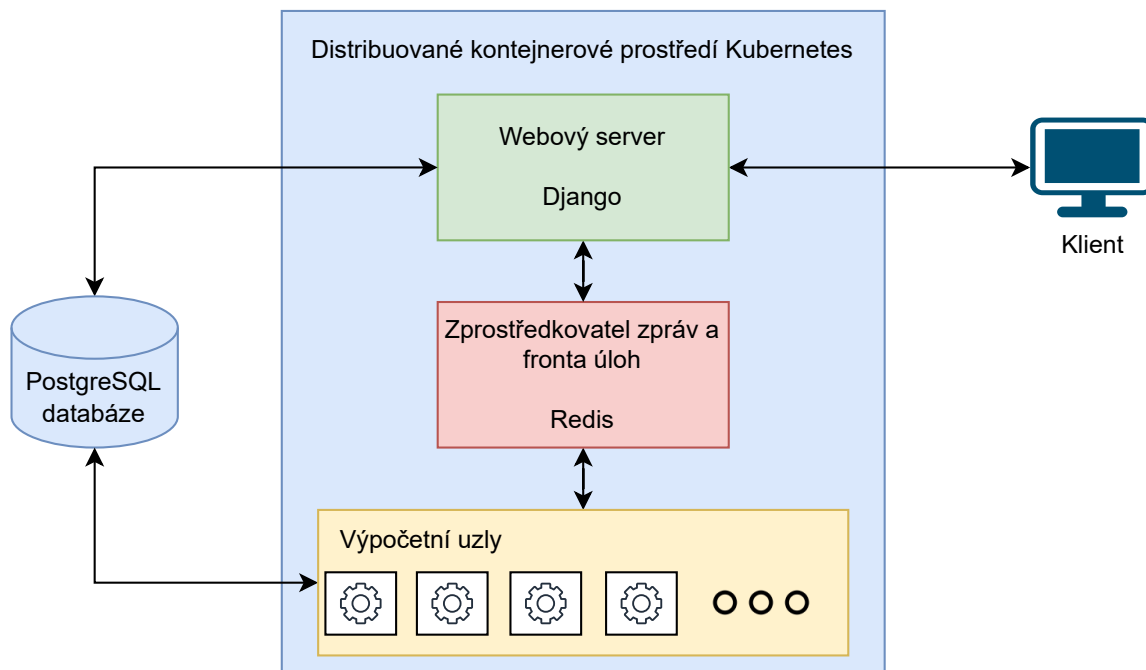 Distribuované kontejnerové prostředí Kubernetes
Webový server
Django
Klient
Zprostředkovatel zpráv a
fronta úloh
Redis
PostgreSQL
databáze
Výpočetní uzly